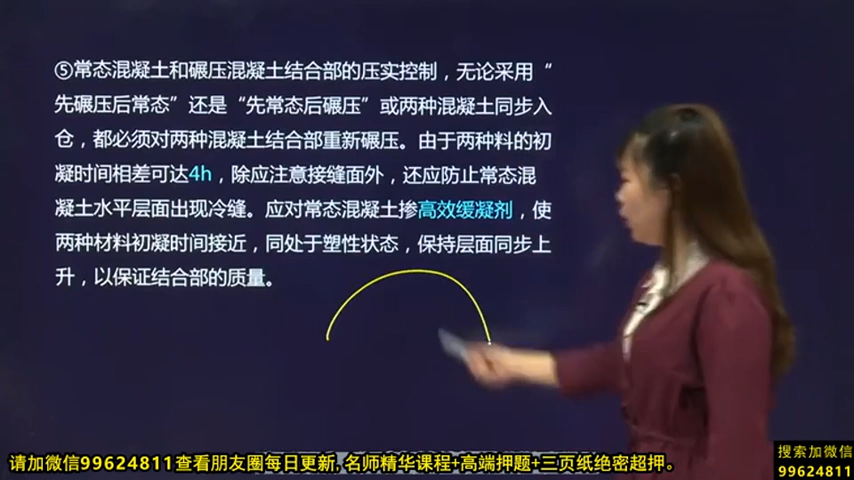 ⑤常态混凝土和碾压混凝土结合部的压实控制，无论采用“
先碾压后常态”还是“先常态后碾压”或两种混凝土同步入
仓，都必须对两种混凝土结合部重新碾压。由于两种料的初
凝时间相差可达4h，除应注意接缝面外，还应防止常态混
凝土水平层面出现冷缝。应对常态混凝土掺高效缓凝剂，使
两种材料初凝时间接近，同处于塑性状态，保持层面同步上
升，以保证结合部的质量。
请加微信99624811查看朋友圈每日更新,名师精华课程+高端押题+三页纸绝密超押。
搜索加微信
99624811